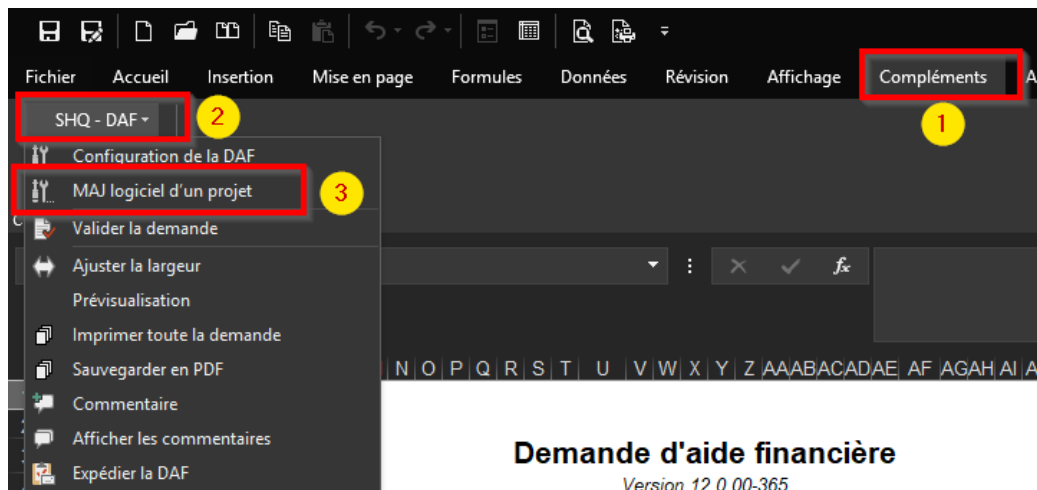 Fichier Accueil Insertion Mise en page Formules Données Révision Affichage Compléments A
1
SHQ - DAF
2
Configuration de la DAF
MAJ logiciel d'un projet
3
Valider la demande
Ajuster la largeur
fx
Prévisualisation
Imprimer toute la demande
Sauvegarder en PDF
N O P Q R S T U V W X Y Z AA AB AC AD AE AF AG AH AI A
Commentaire
Afficher les commentaires
Demande d'aide financière
Expédier la DAF
Version 12.0.00-365